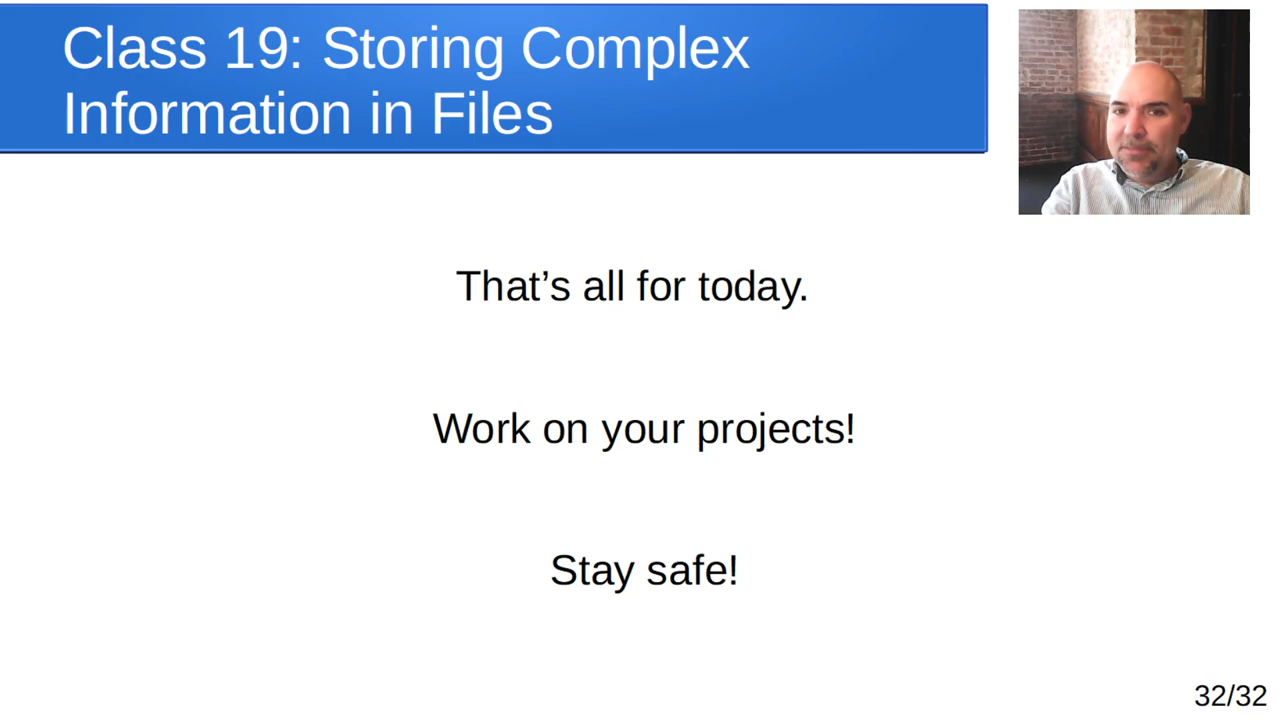 Class 19: Storing Complex
Information in Files
That’s all for today.
Work on your projects!
Stay safe!
32/32